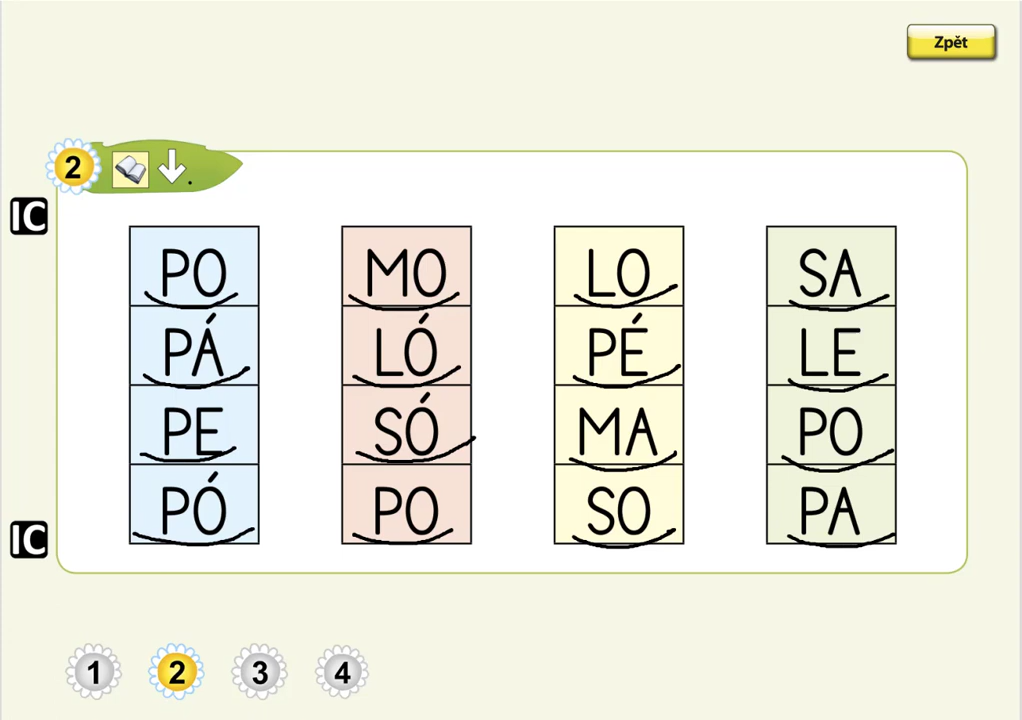 Zpět
2
IC
PO MO LO SA
PÁ LÓ PÉ LE
PE SÓ MA PO
PÓ PO SO PA
IC
1 2 3 4